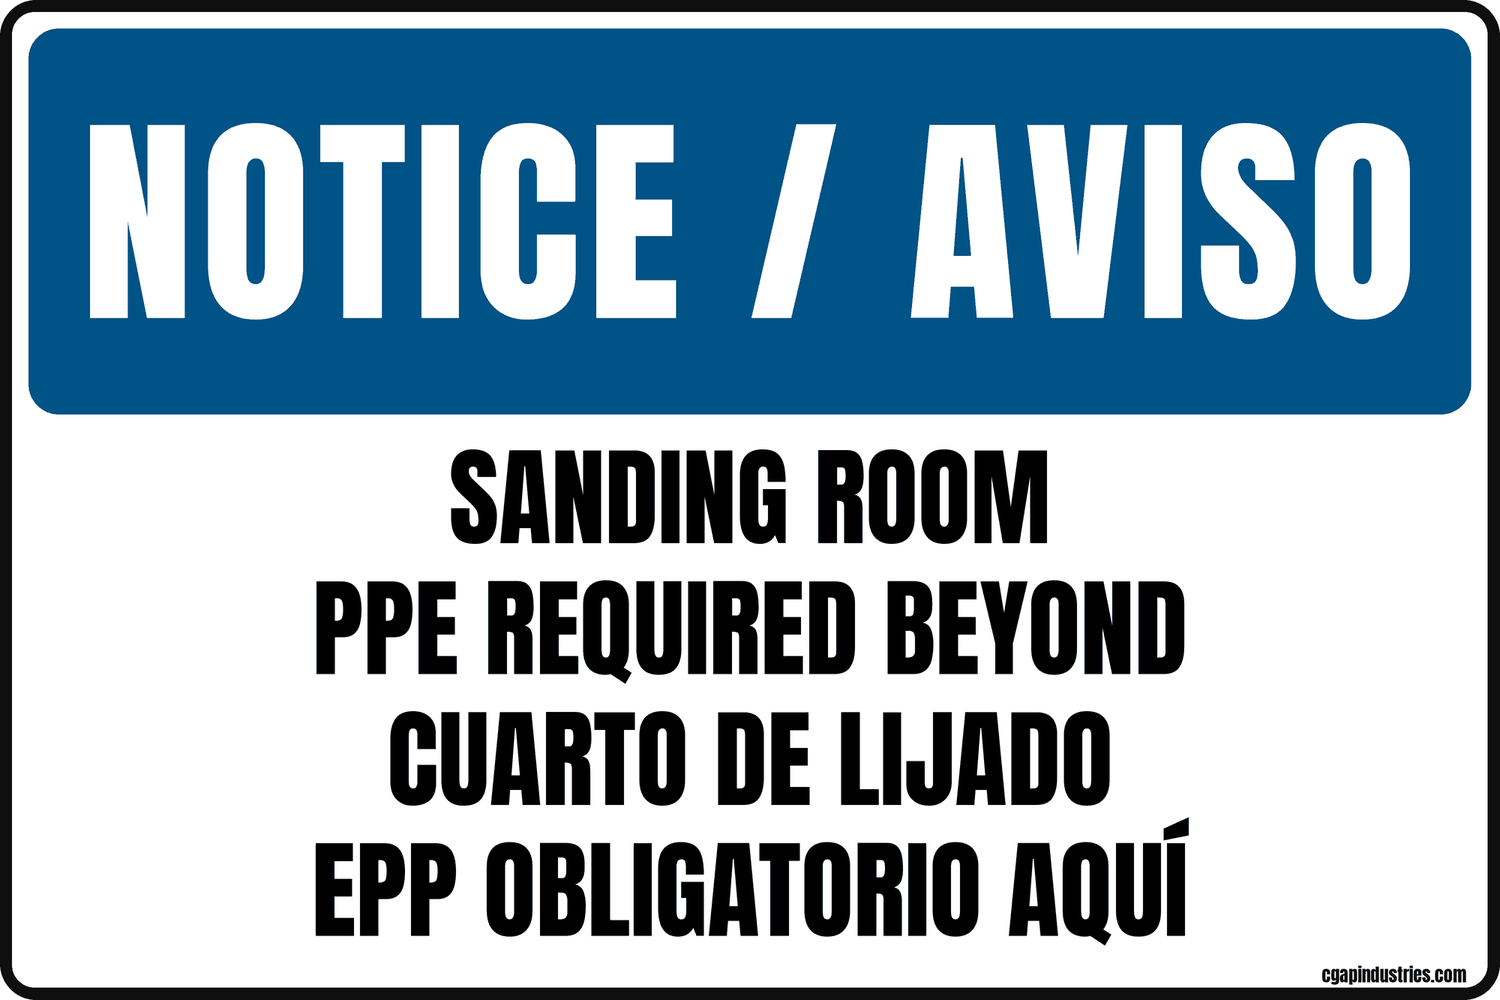 NOTICE / AVISO
SANDING ROOM
PPE REQUIRED BEYOND
CUARTO DE LIJADO
EPP OBLIGATORIO AQUÍ
cgapindustries.com